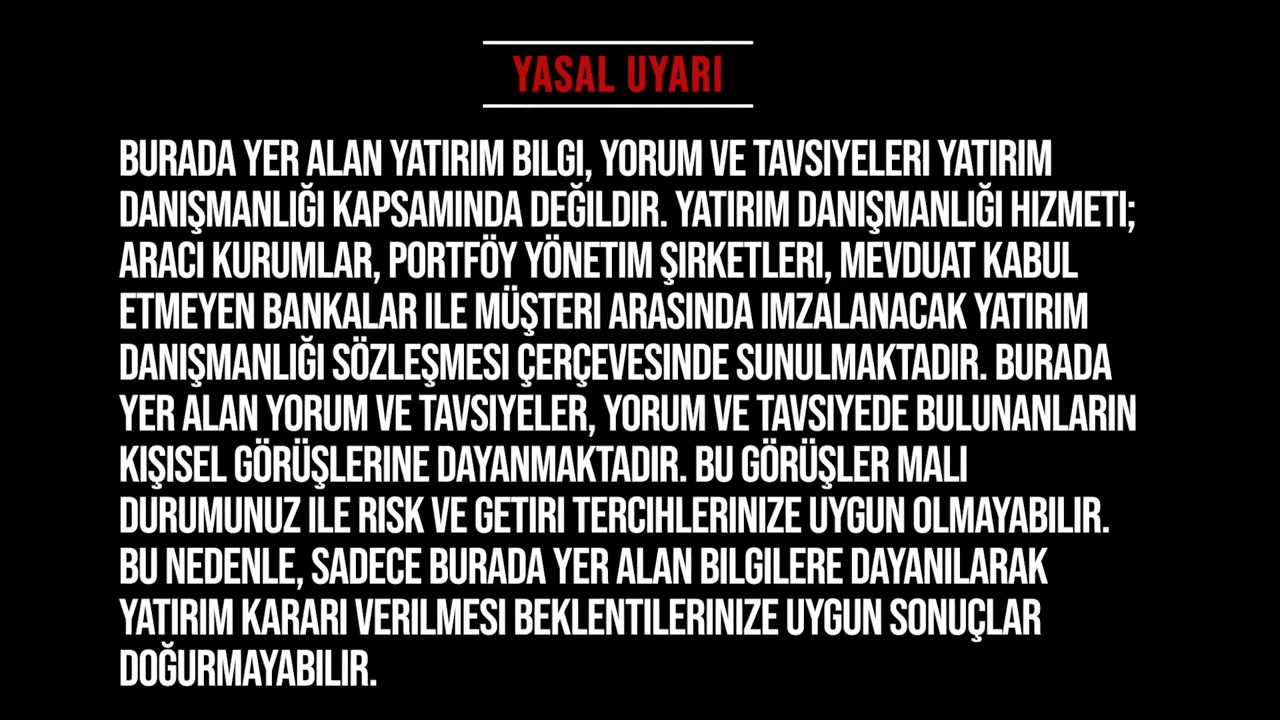 YASAL UYARI
BURADA YER ALAN YATIRIM BILGI, YORUM VE TAVSIYELERI YATIRIM
DANIŞMANLIĞI KAPSAMINDA DEĞILDIR. YATIRIM DANIŞMANLIĞI HIZMETI;
ARACI KURUMLAR, PORTFÖY YÖNETIM ŞIRKETLERI, MEVDUAT KABUL
ETMEYEN BANKALAR ILE MÜŞTERI ARASINDA IMZALANACAK YATIRIM
DANIŞMANLIĞI SÖZLEŞMESI ÇERÇEVESINDE SUNULMAKTADIR. BURADA
YER ALAN YORUM VE TAVSIYELER, YORUM VE TAVSIYEDE BULUNANLARIN
KIŞISEL GÖRÜŞLERINE DAYANMAKTADIR. BU GÖRÜŞLER MALI
DURUMUNUZ ILE RISK VE GETIRI TERCIHLERINIZE UYGUN OLMAYABILIR.
BU NEDENLE, SADECE BURADA YER ALAN BILGILERE DAYANILARAK
YATIRIM KARARI VERILMESI BEKLENTILERINIZE UYGUN SONUÇLAR
DOĞURMAYABILIR.